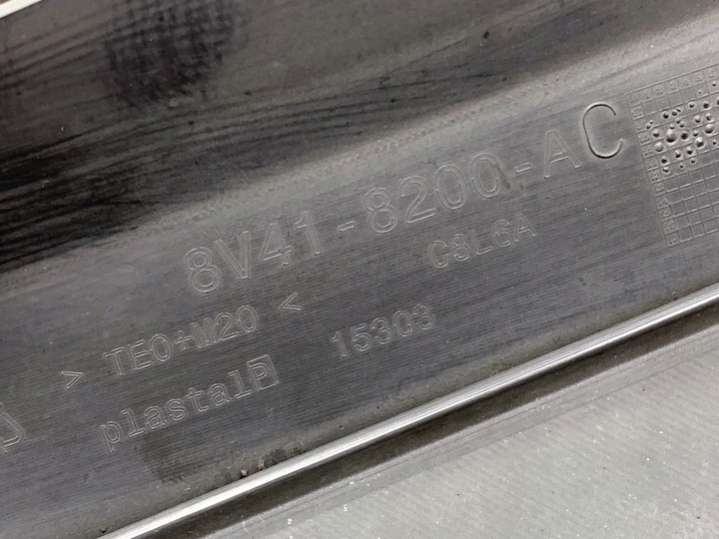 8V41-8200-AC
C8LGA
> TEO+M20 <
plastal P 15303